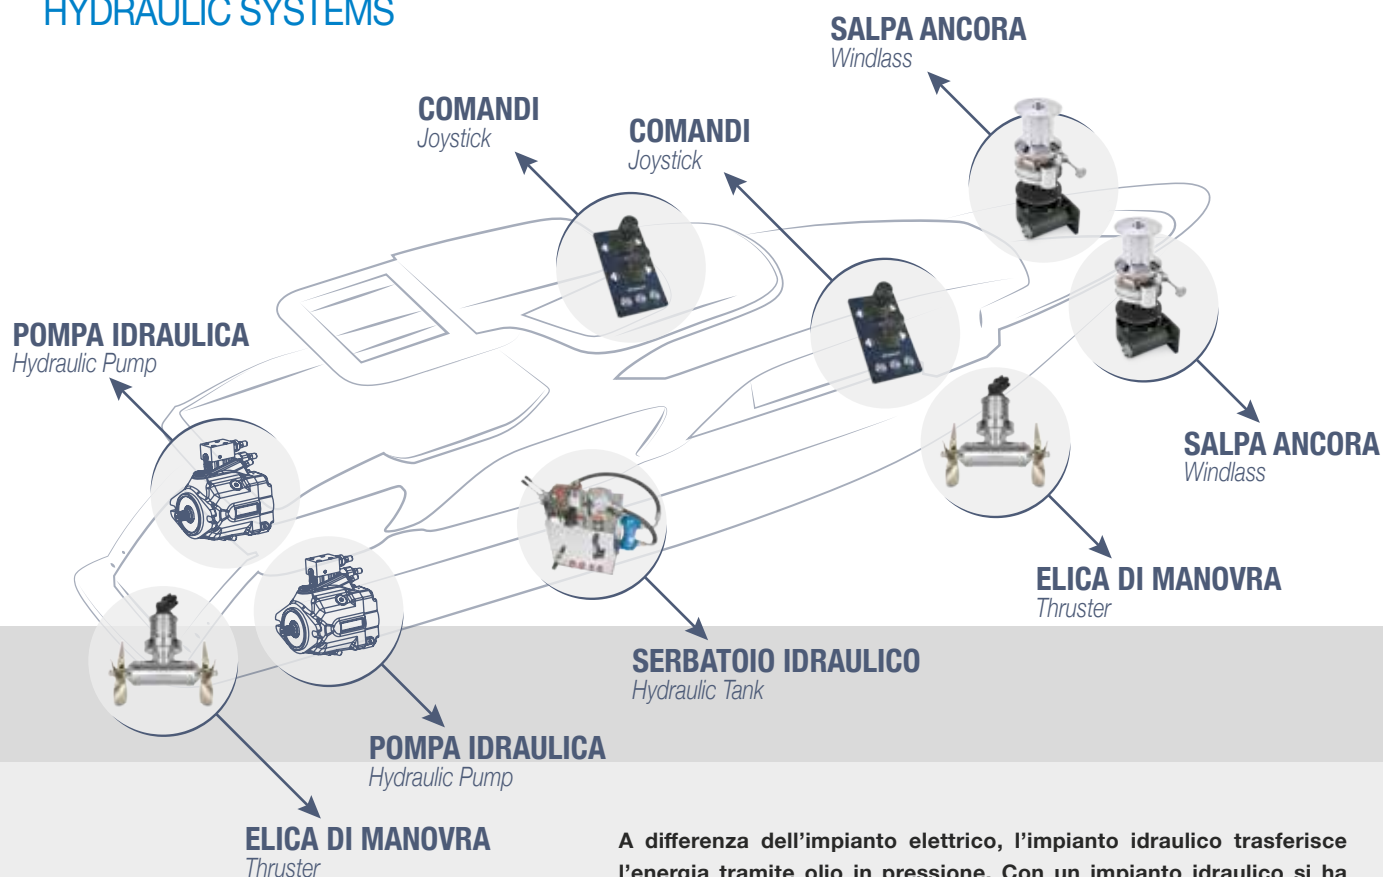 HYDRAULIC SYSTEMS
SALPA ANCORA
Windlass
COMANDI
Joystick
COMANDI
Joystick
POMPA IDRAULICA
Hydraulic Pump
SALPA ANCORA
Windlass
ELICA DI MANOVRA
Thruster
SERBATOIO IDRAULICO
Hydraulic Tank
POMPA IDRAULICA
Hydraulic Pump
ELICA DI MANOVRA
Thruster
A differenza dell’impianto elettrico, l’impianto idraulico trasferisce
l’energia tramite olio in pressione. Con un impianto idraulico si ha